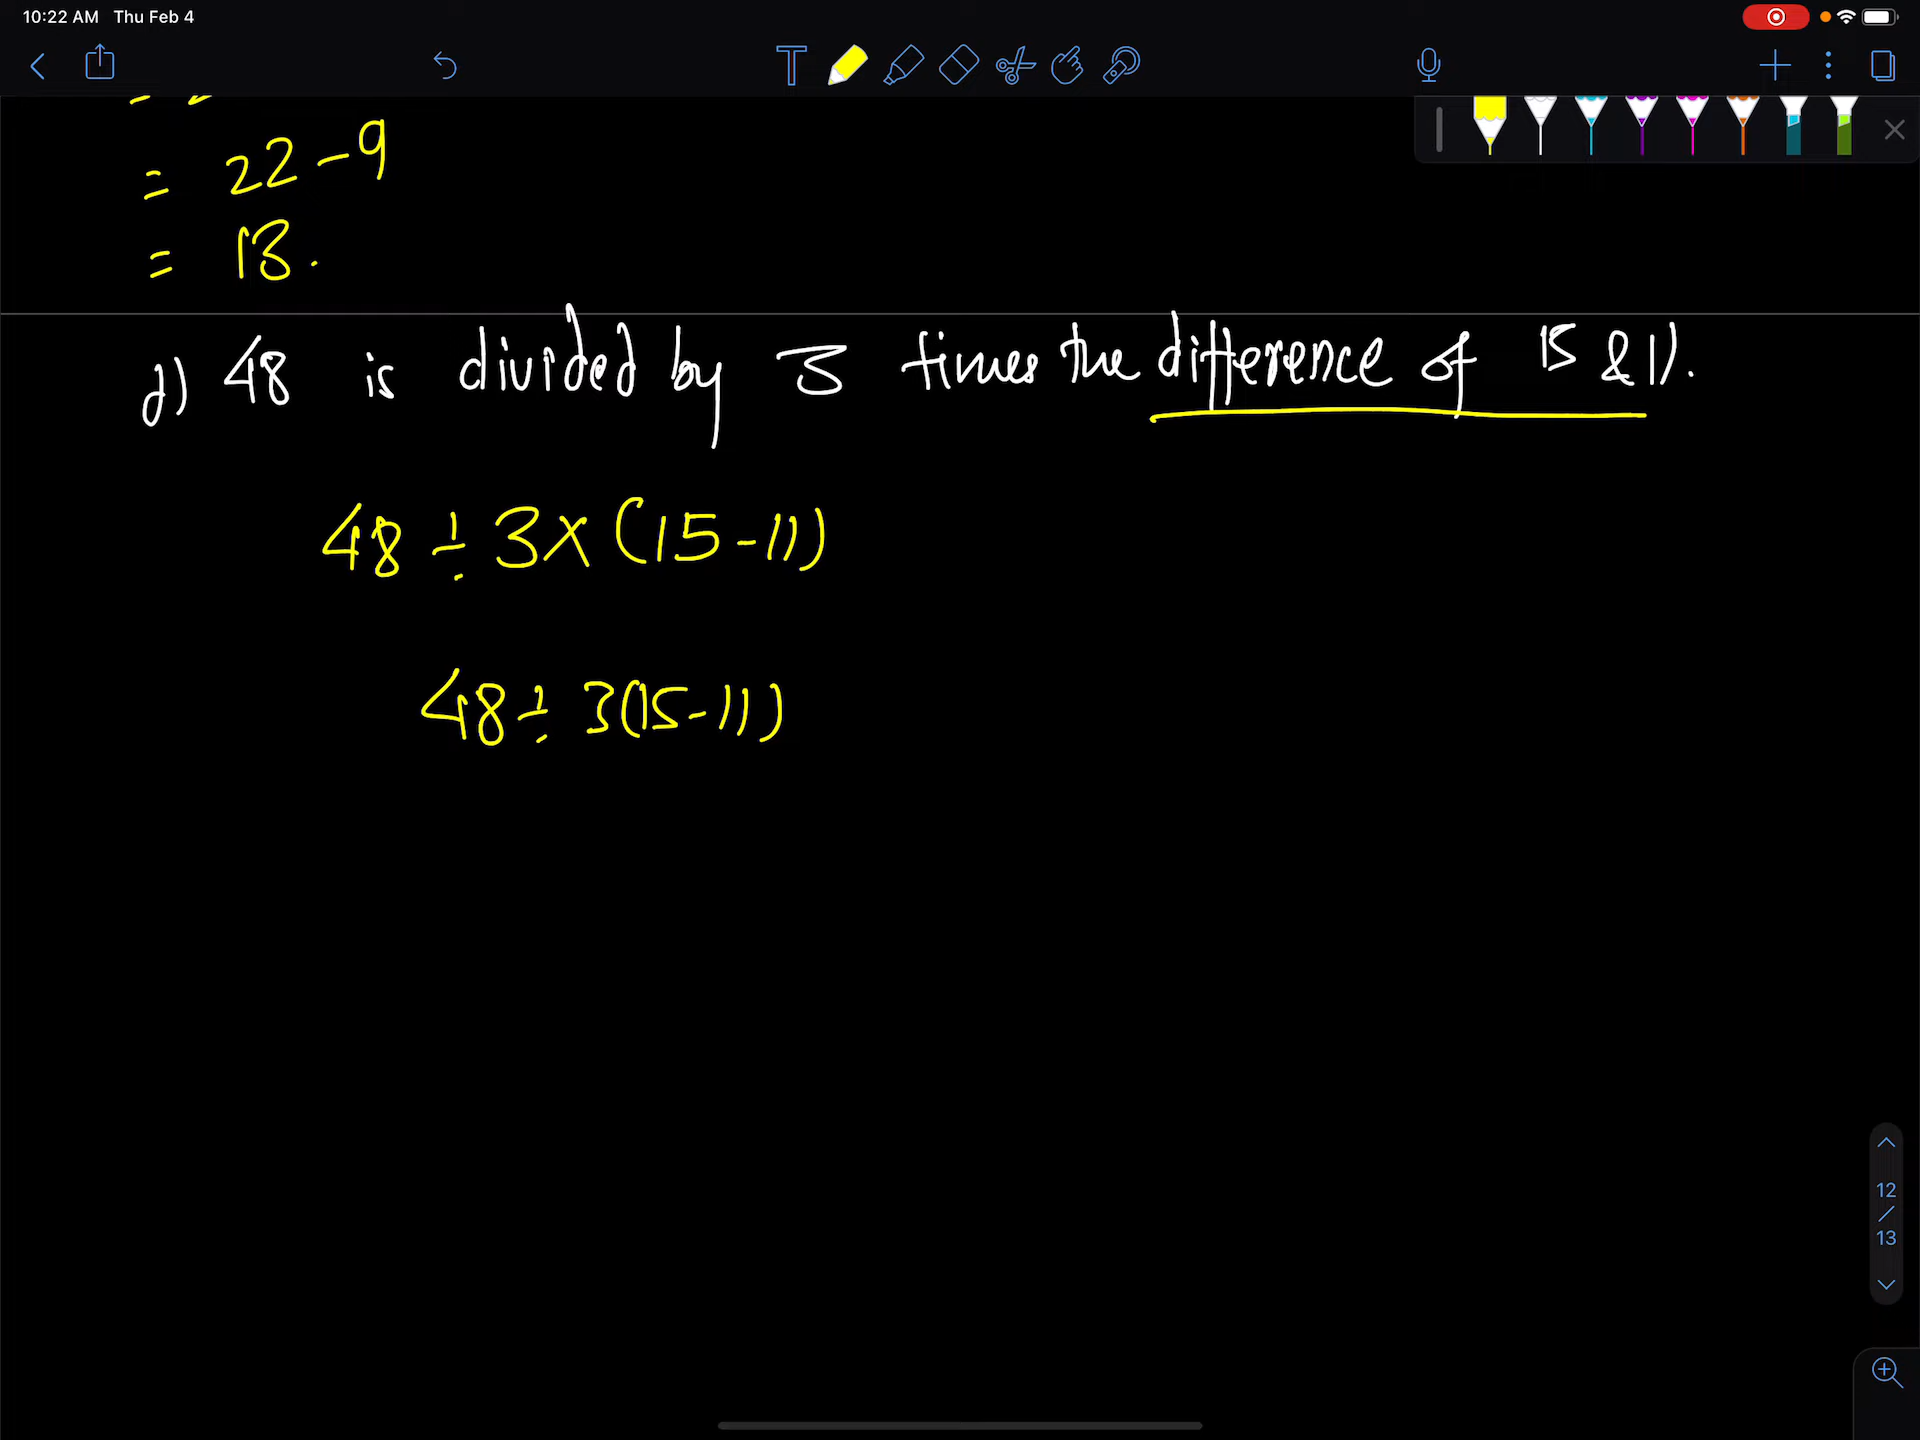 10:22 AM Thu Feb 4
= 22 - 9
= 13.
d) 48 is divided by 3 times the difference of 15 & 11.
48 ÷ 3 × (15 - 11)
48 ÷ 3(15 - 11)
12
/
13